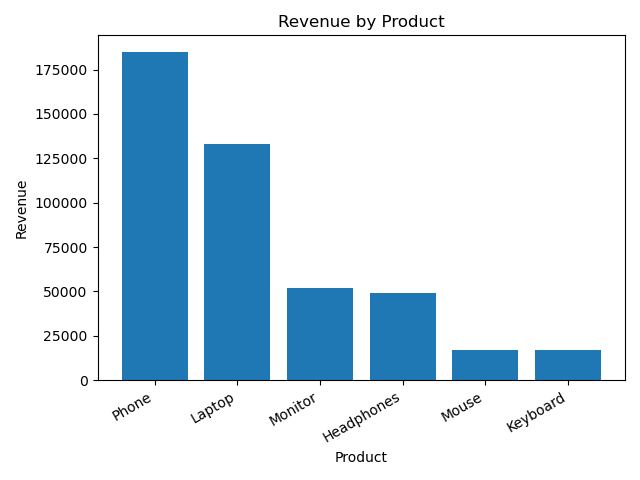 Revenue by Product
Revenue
175000
150000
125000
100000
75000
50000
25000
0
Phone
Laptop
Monitor
Headphones
Mouse
Keyboard
Product